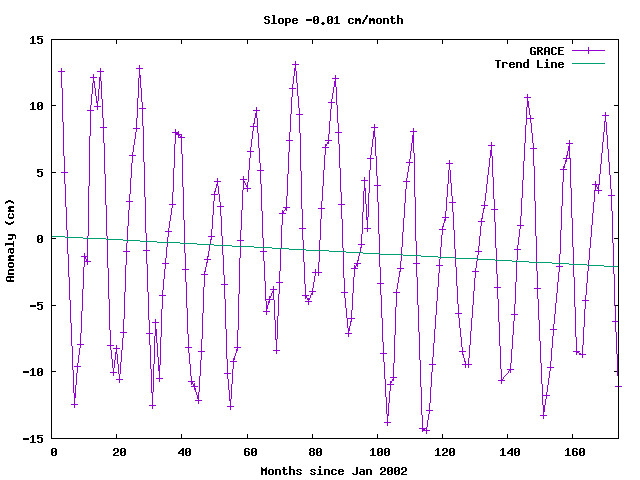 Slope -0.01 cm/month
GRACE
Trend Line
15
10
5
0
-5
-10
-15
Anomaly (cm)
0 20 40 60 80 100 120 140 160
Months since Jan 2002